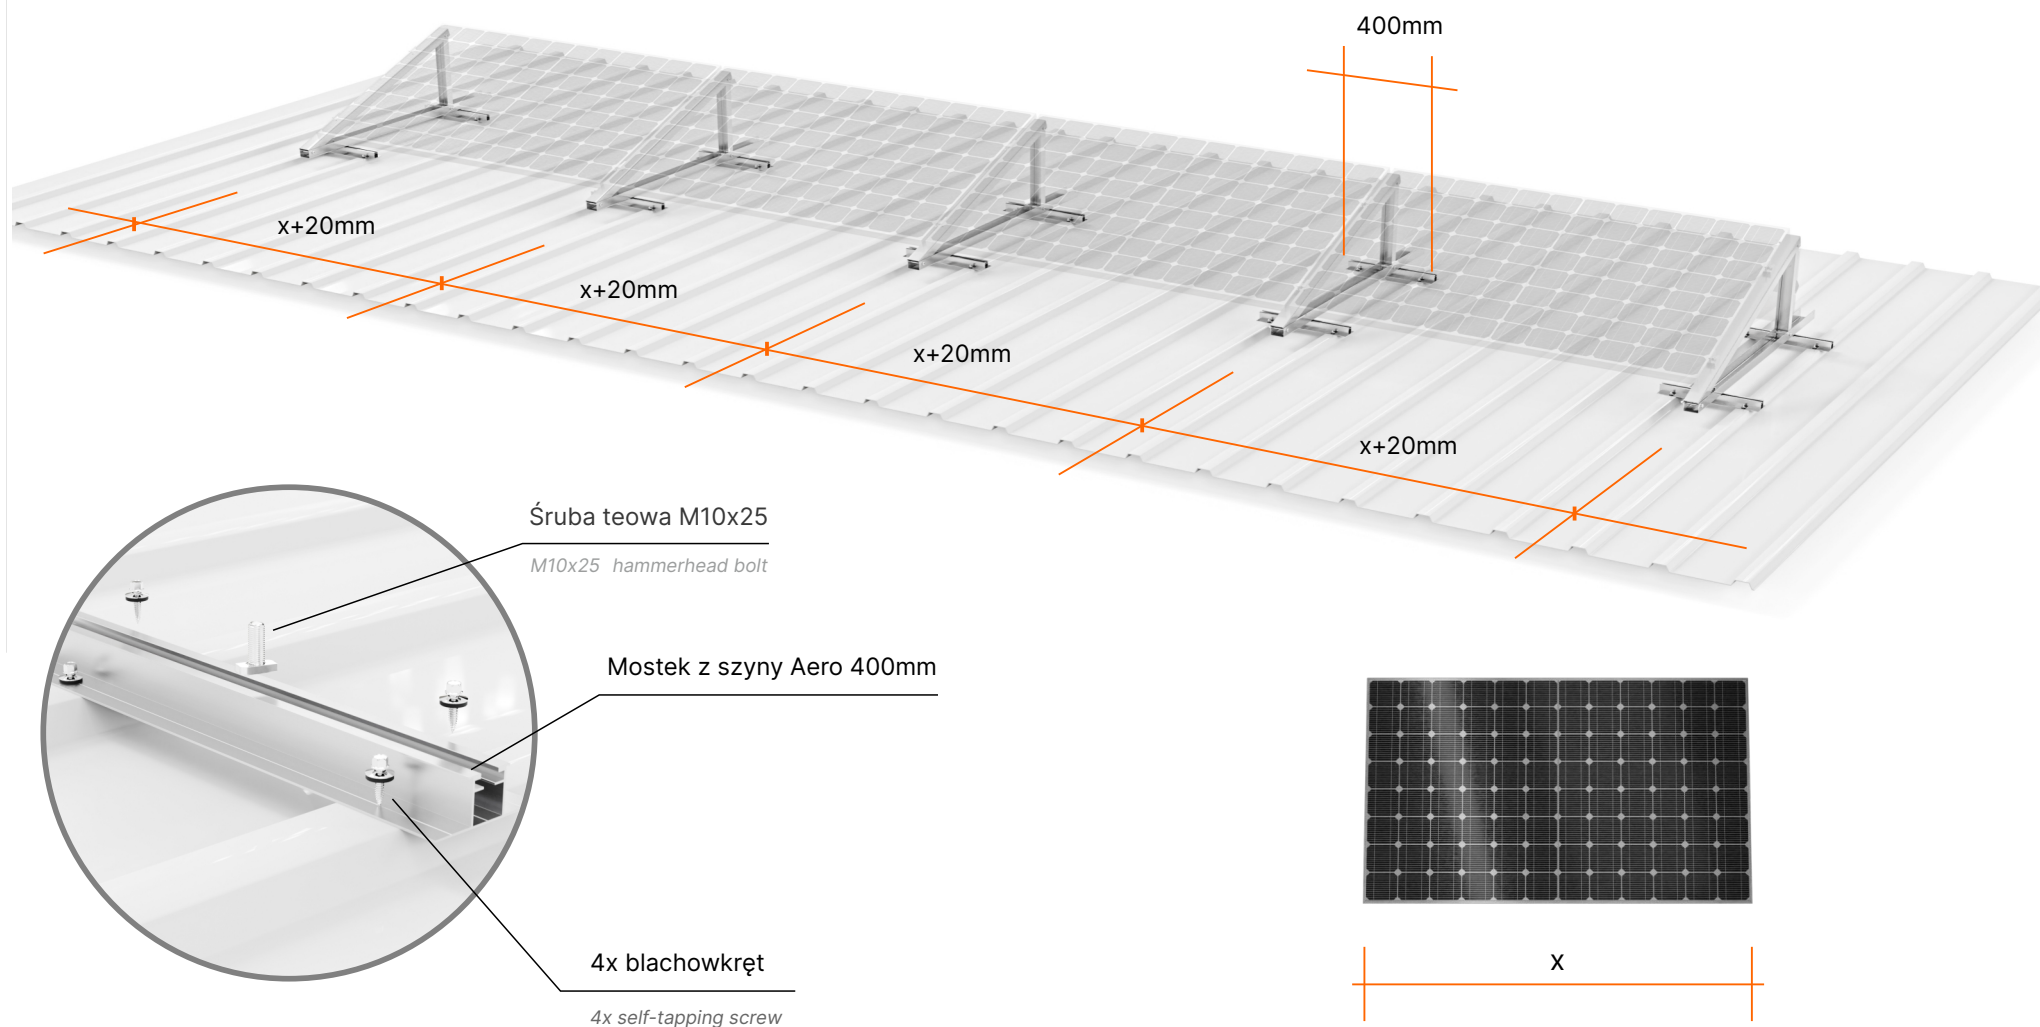 400mm
x+20mm
x+20mm
x+20mm
x+20mm
Śruba teowa M10x25
M10x25 hammerhead bolt
Mostek z szyny Aero 400mm
4x blachowkręt
4x self-tapping screw
x